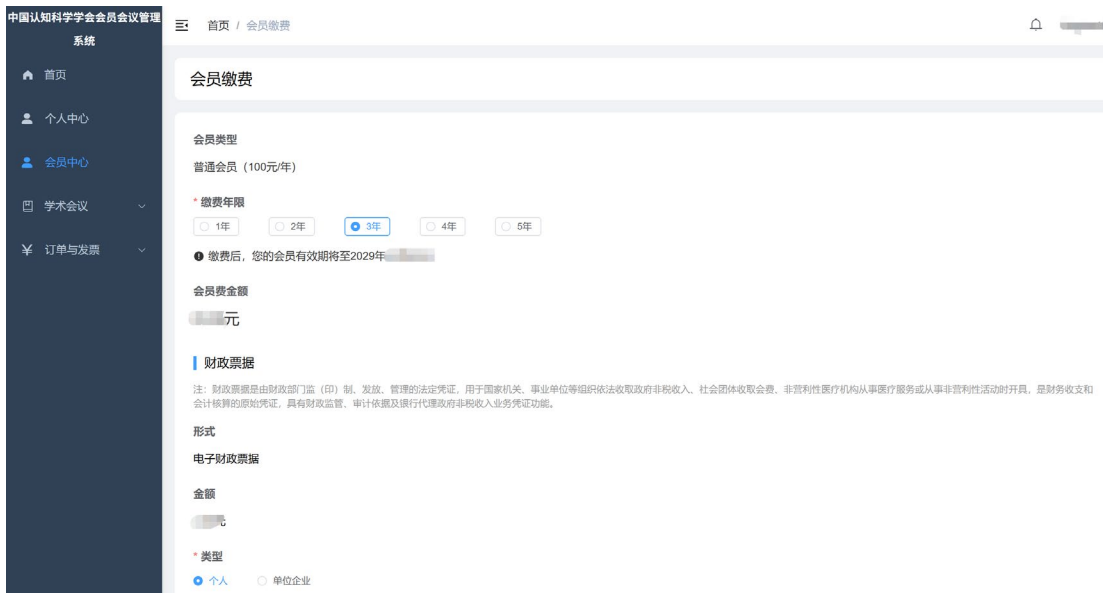 中国认知科学学会会员会议管理
系统
首页 / 会员缴费
首页
个人中心
会员中心
学术会议
订单与发票
会员缴费
会员类型
普通会员（100元/年）
* 缴费年限
1年
2年
3年
4年
5年
缴费后，您的会员有效期将至2029年
会员费金额
元
财政票据
注：财政票据是由财政部门监（印）制、发放、管理的法定凭证，用于国家机关、事业单位等组织依法收取政府非税收入、社会团体收取会费、非营利性医疗机构从事医疗服务或从事非营利性活动时开具，是财务收支和
会计核算的原始凭证，具有财政监管、审计依据及银行代理政府非税收入业务凭证功能。
形式
电子财政票据
金额
* 类型
个人
单位企业